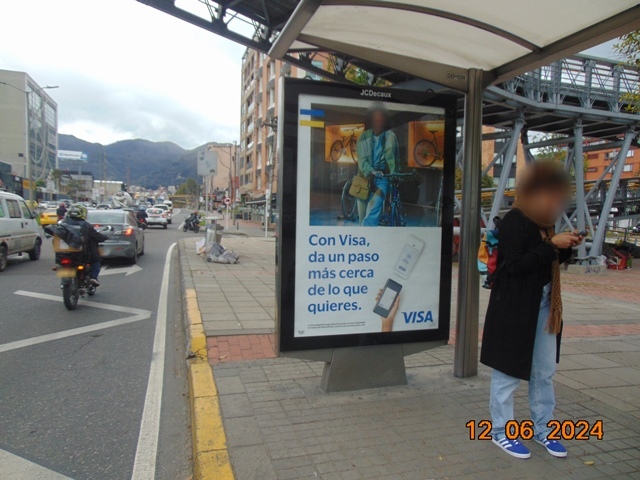 JCDecaux
Con Visa,
da un paso
más cerca
de lo que
quieres.
VISA
12 06 2024